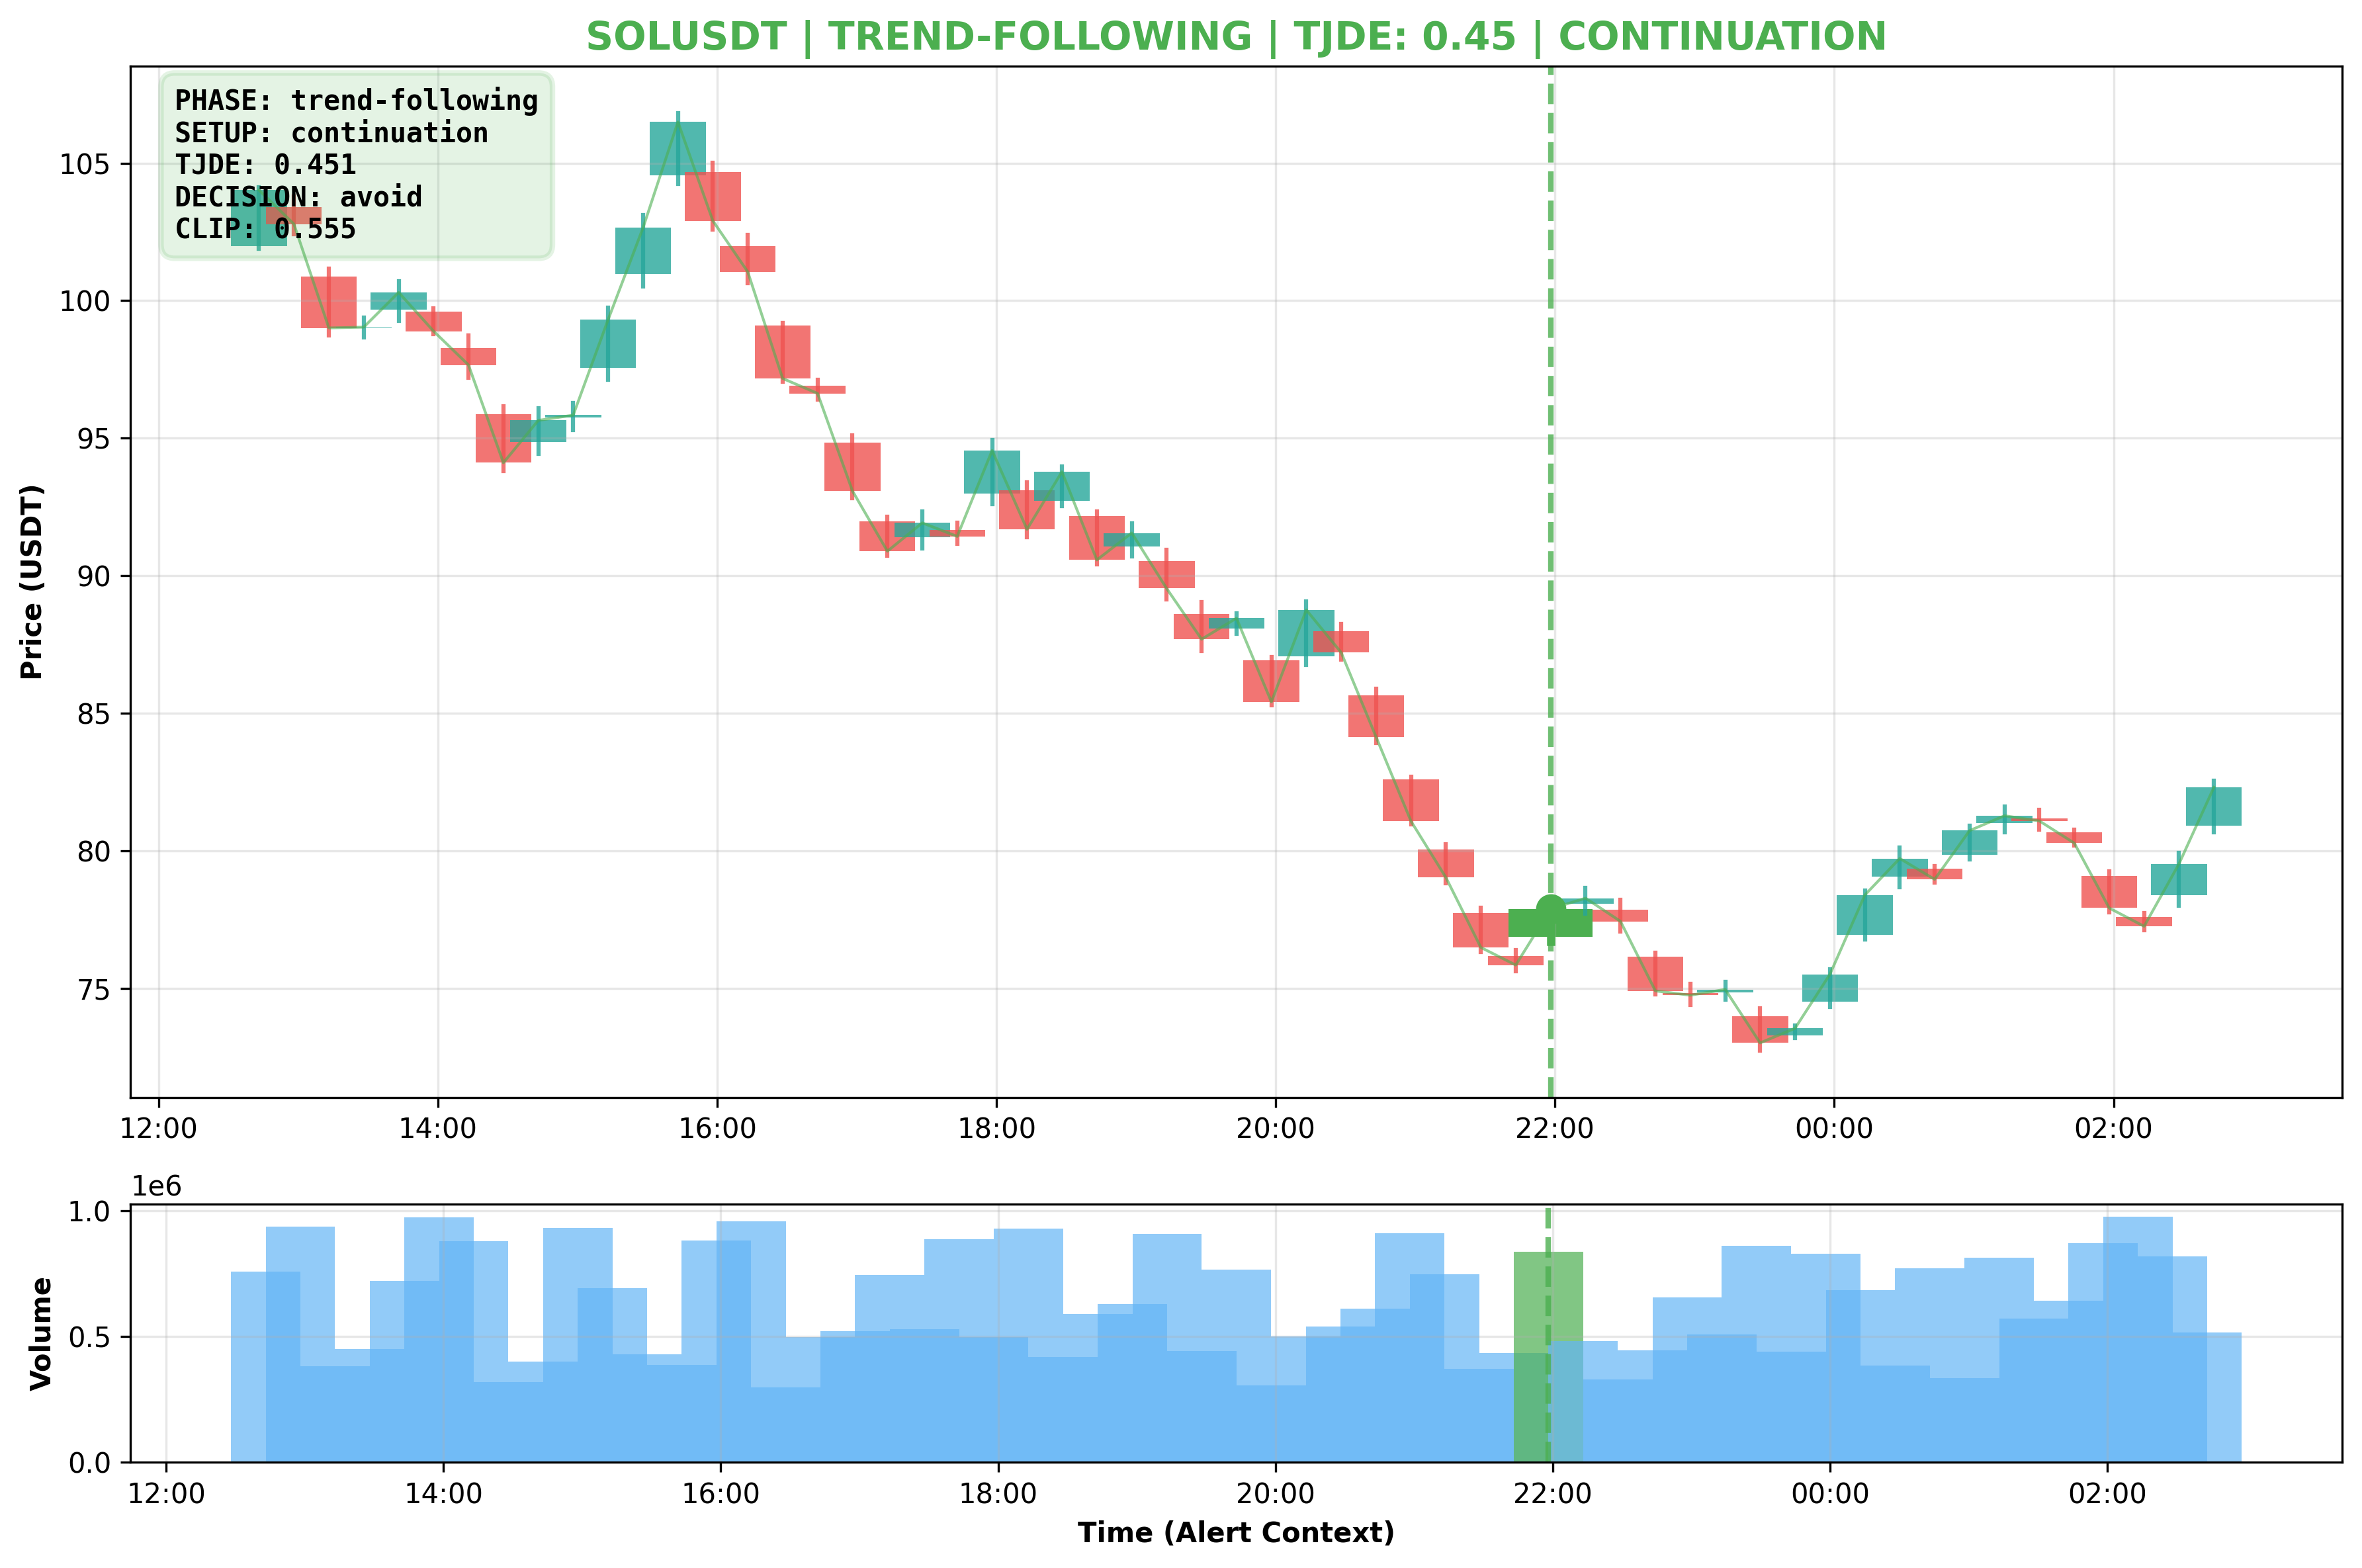 SOLUSDT | TREND-FOLLOWING | TJDE: 0.45 | CONTINUATION
PHASE: trend-following
SETUP: continuation
TJDE: 0.451
DECISION: avoid
CLIP: 0.555
Price (USDT)
105
100
95
90
85
80
75
12:00 14:00 16:00 18:00 20:00 22:00 00:00 02:00
1e6
Volume
1.0
0.5
0.0
12:00 14:00 16:00 18:00 20:00 22:00 00:00 02:00
Time (Alert Context)